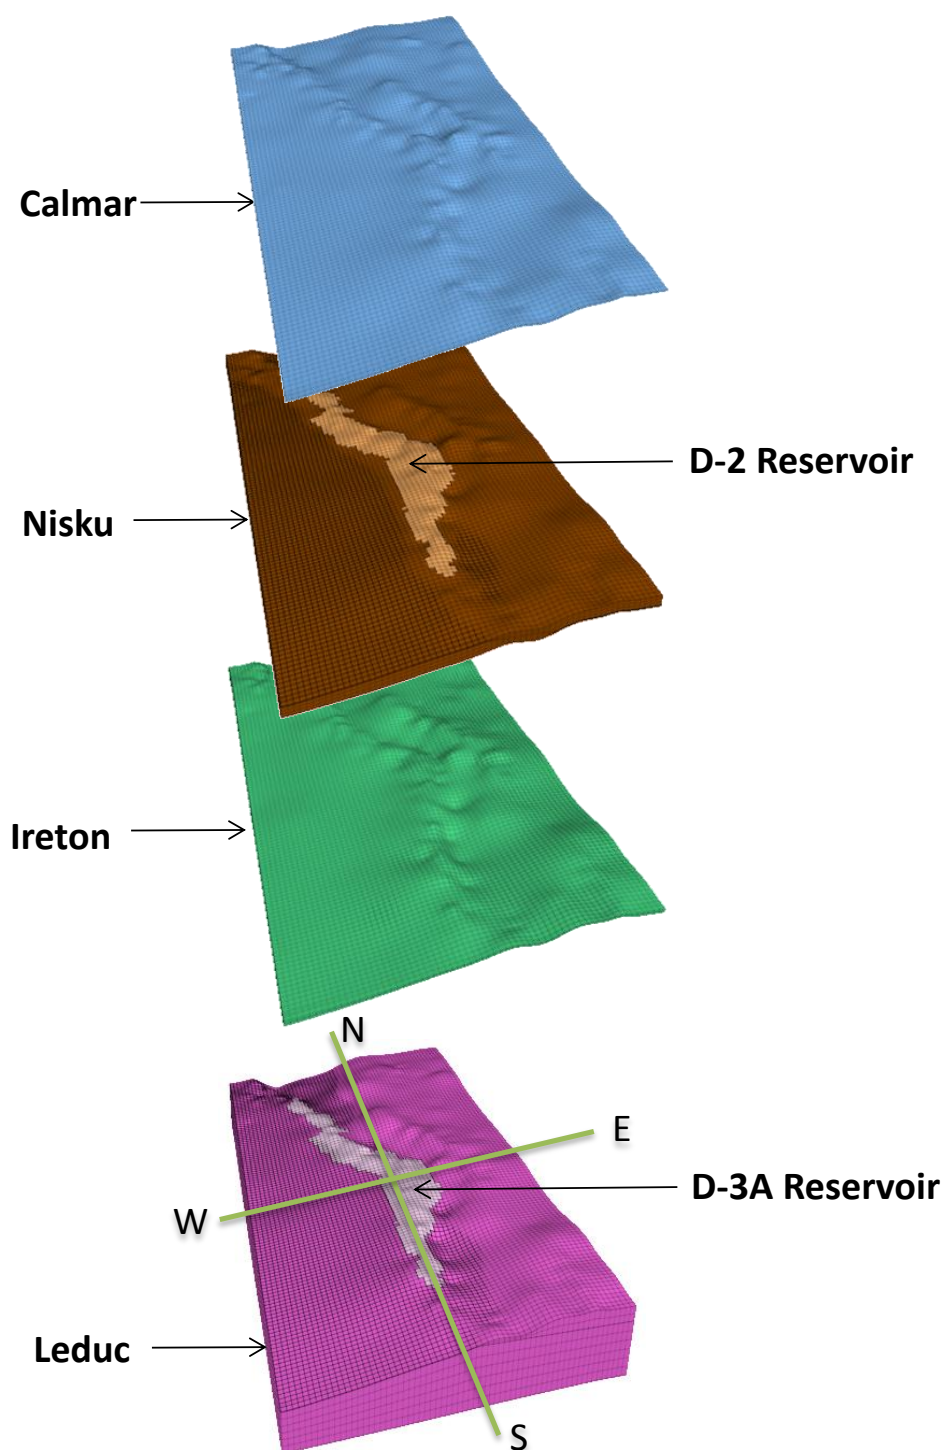 Calmar
D-2 Reservoir
Nisku
Ireton
N
E
D-3A Reservoir
W
Leduc
S